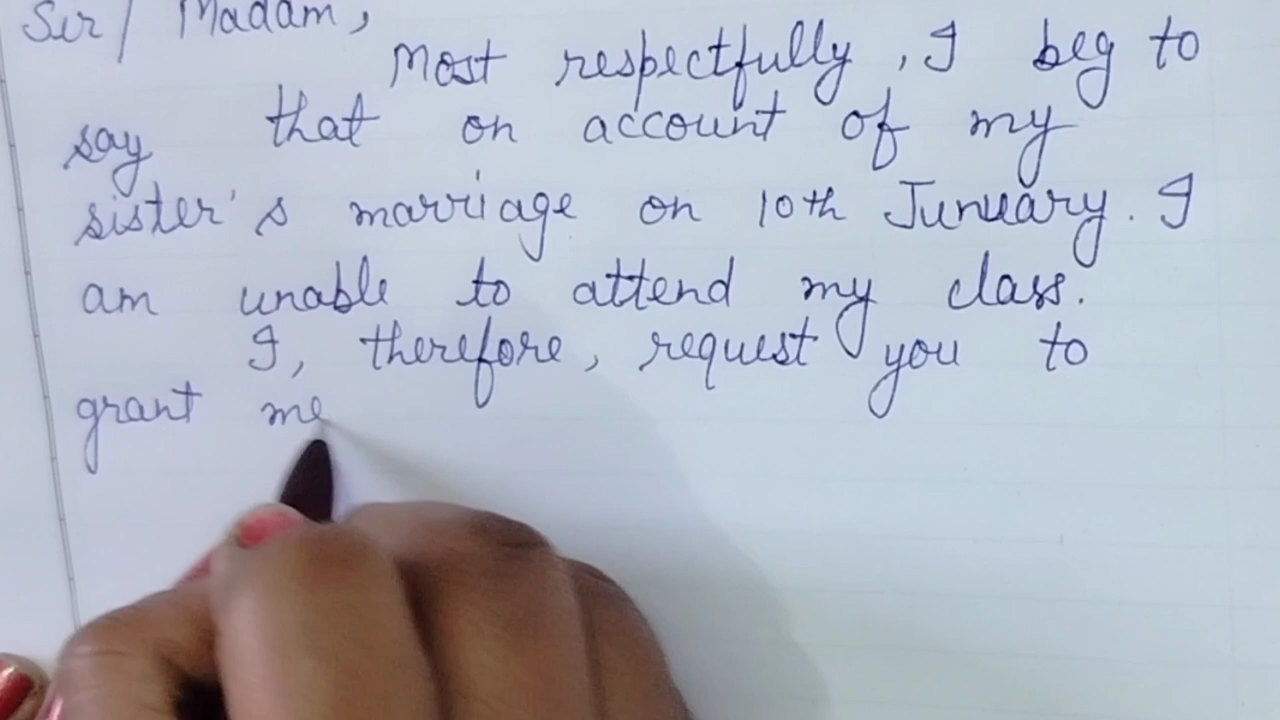 Sir / Madam,
Most respectfully, I beg to
say that on account of my
sister's marriage on 10th Junuary. I
am unable to attend my class.
I, therefore, request you to
grant me